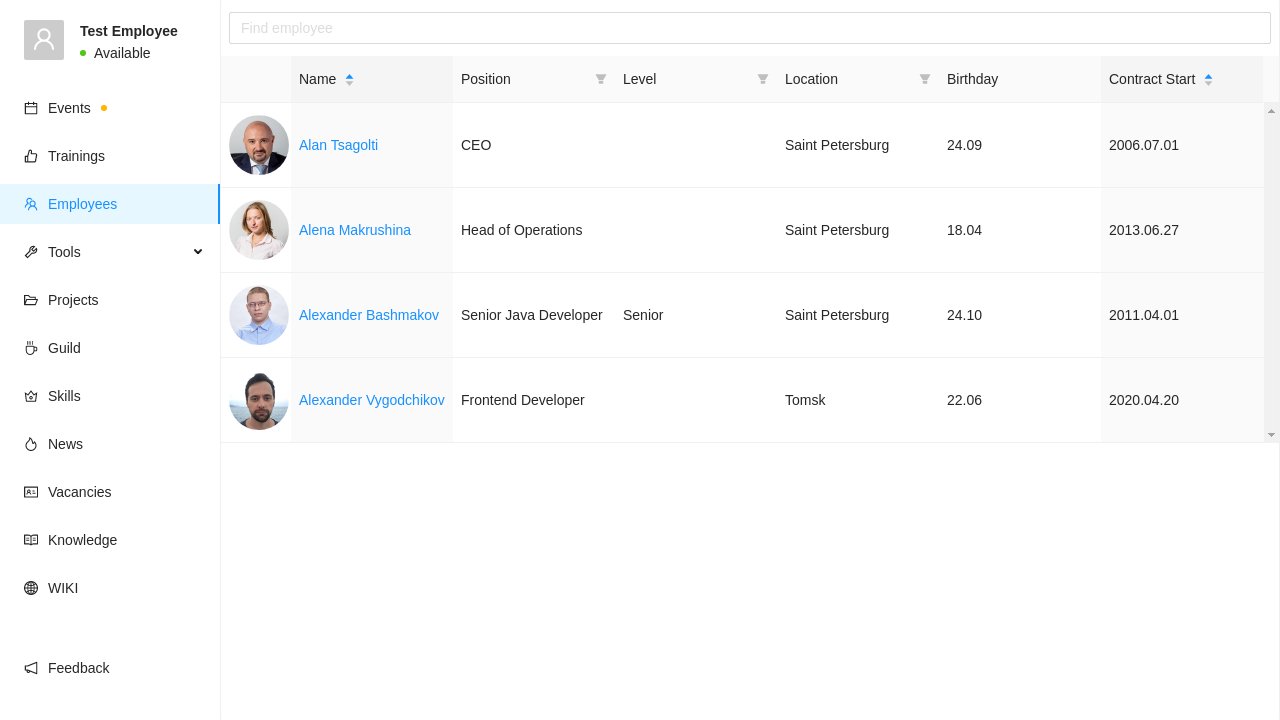 Test Employee
Available
Events
Trainings
Employees
Tools
Projects
Guild
Skills
News
Vacancies
Knowledge
WIKI
Feedback
Find employee
Name Position Level Location Birthday Contract Start
Alan Tsagolti CEO Saint Petersburg 24.09 2006.07.01
Alena Makrushina Head of Operations Saint Petersburg 18.04 2013.06.27
Alexander Bashmakov Senior Java Developer Senior Saint Petersburg 24.10 2011.04.01
Alexander Vygodchikov Frontend Developer Tomsk 22.06 2020.04.20